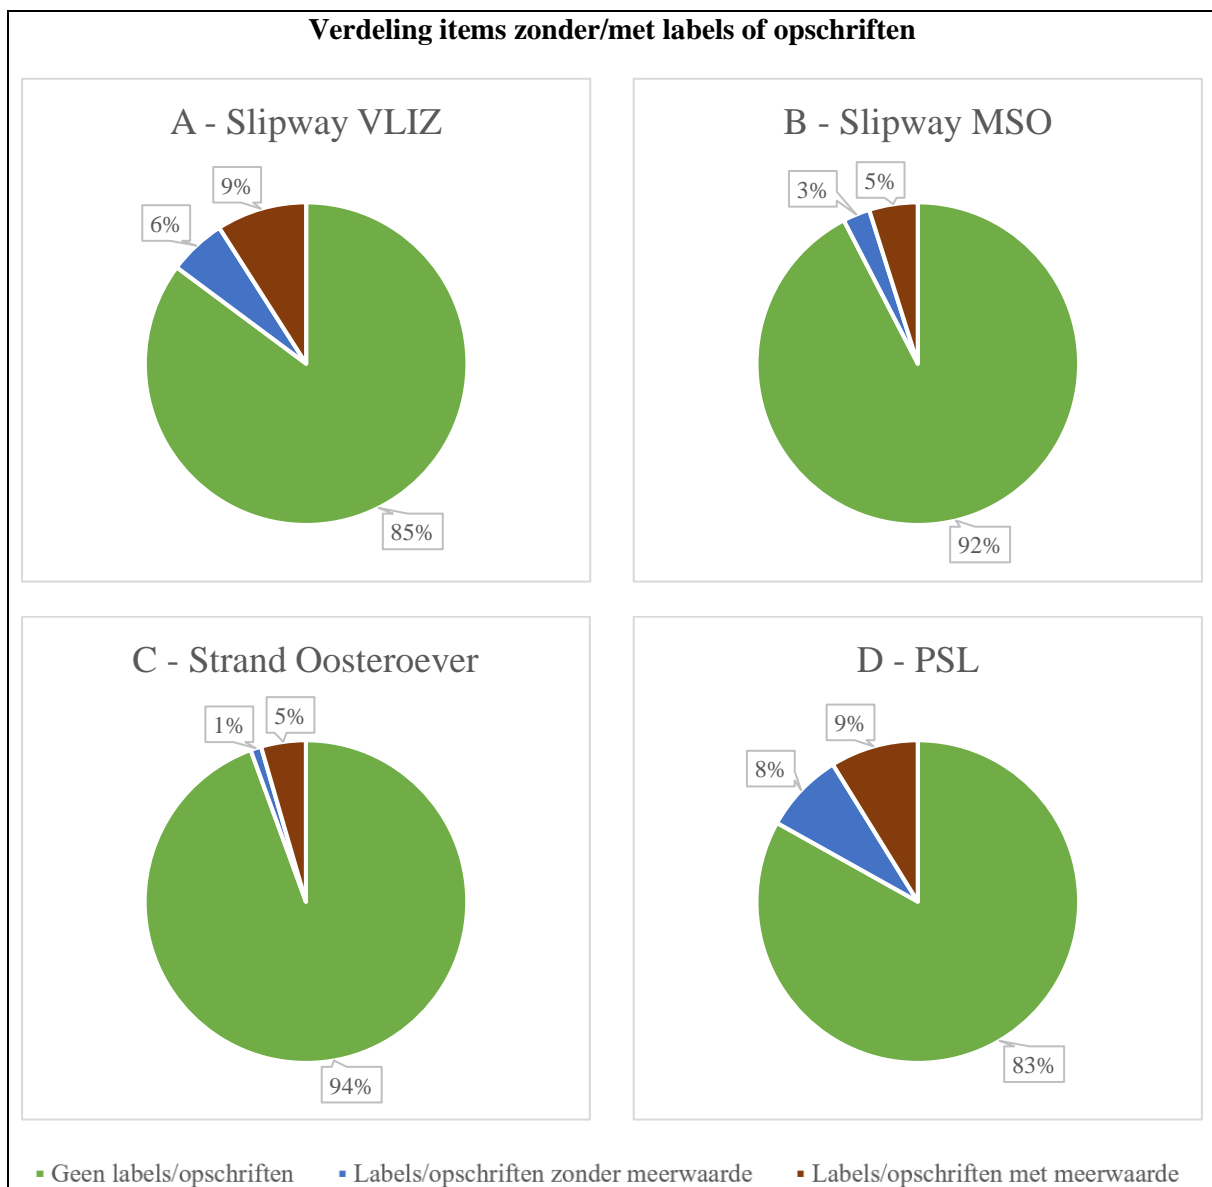 Verdeling items zonder/met labels of opschriften
A - Slipway VLIZ
9%
6%
85%
B - Slipway MSO
3%
5%
92%
C - Strand Oosteroever
1%
5%
94%
D - PSL
9%
8%
83%
Geen labels/opschriften
Labels/opschriften zonder meerwaarde
Labels/opschriften met meerwaarde